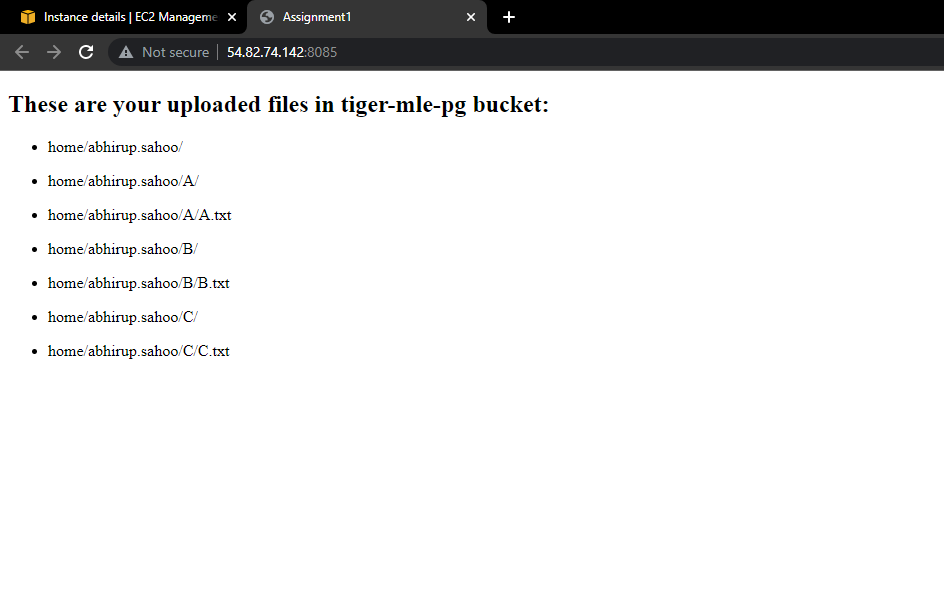 Instance details | EC2 Manageme
Assignment1
Not secure | 54.82.74.142:8085
These are your uploaded files in tiger-mle-pg bucket:
• home/abhirup.sahoo/
• home/abhirup.sahoo/A/
• home/abhirup.sahoo/A/A.txt
• home/abhirup.sahoo/B/
• home/abhirup.sahoo/B/B.txt
• home/abhirup.sahoo/C/
• home/abhirup.sahoo/C/C.txt